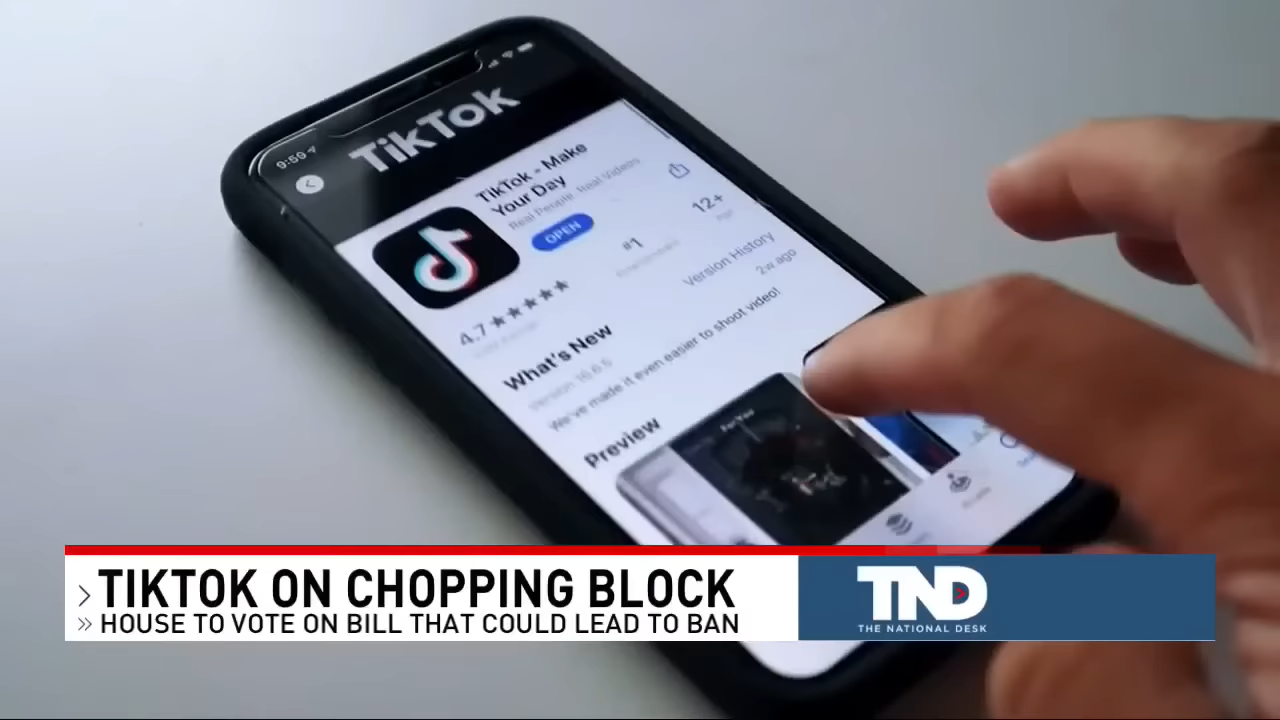 9:59
TikTok
TikTok - Make
Your Day
Real People. Real Videos.
OPEN
#1
12+
4.7★★★★★
What's New
Version History
2w ago
We've made it even easier to shoot video!
Preview
TIKTOK ON CHOPPING BLOCK
HOUSE TO VOTE ON BILL THAT COULD LEAD TO BAN
TND
THE NATIONAL DESK